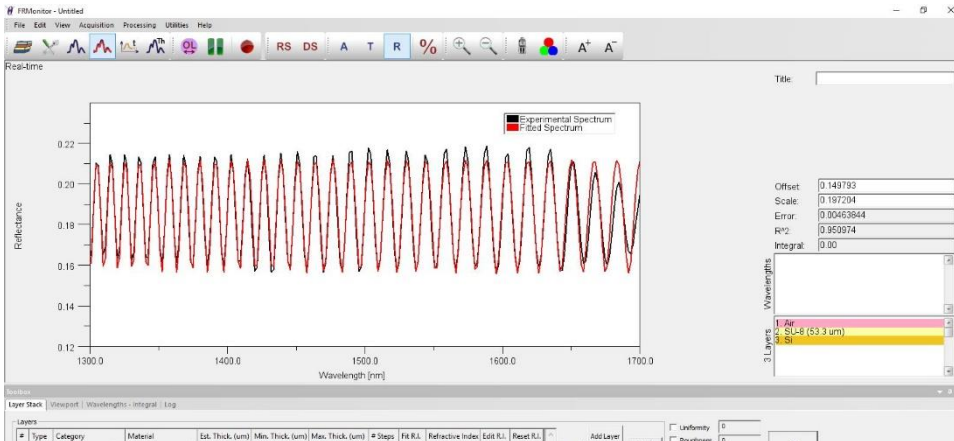 FRMonitor - Untitled
File Edit View Acquisition Processing Utilities Help
t Th OL RS DS A T R % A+ A-
Real-time
Title:
Experimental Spectrum
Fitted Spectrum
0.22
0.20
0.18
0.16
0.14
0.12
Reflectance
1300.0 1400.0 1500.0 1600.0 1700.0
Wavelength [nm]
Offset: 0.149793
Scale: 0.197204
Error: 0.00463844
R^2: 0.950974
Integral: 0.00
Wavelengths
3 Layers
1. Air
2. SU-8 (53.3 um)
3. Si
Toolbox
Layer Stack Viewport Wavelengths - Integral Log
Layers
# Type Category Material Est. Thick. (um) Min. Thick. (um) Max. Thick. (um) # Steps Fit R.I. Refractive Index Edit R.I. Reset R.I.
Add Layer
Uniformity 0
Roughness 0